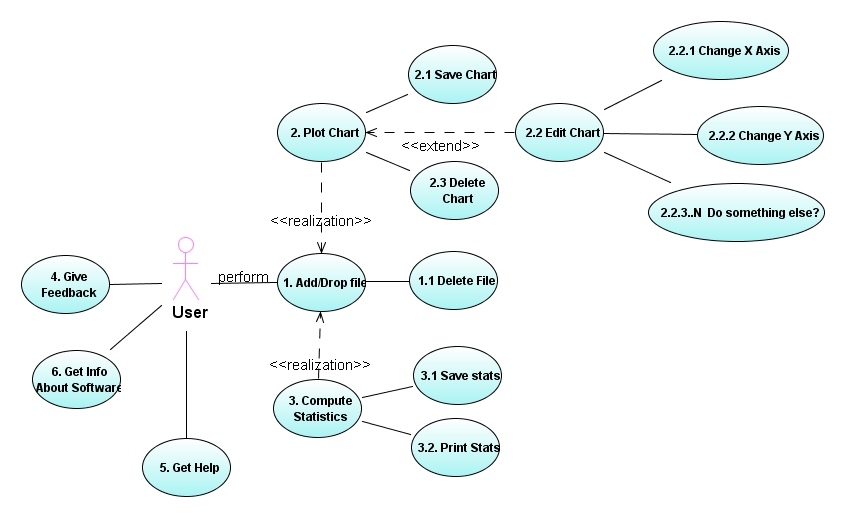 2.2.1 Change X Axis
2.1 Save Chart
2. Plot Chart
2.2 Edit Chart
2.2.2 Change Y Axis
<<extend>>
2.3 Delete
Chart
2.2.3..N  Do something else?
<<realization>>
4. Give
Feedback
perform
1. Add/Drop file
1.1 Delete File
User
<<realization>>
6. Get Info
About Software
3.1 Save stats
3. Compute
Statistics
3.2. Print Stats
5. Get Help